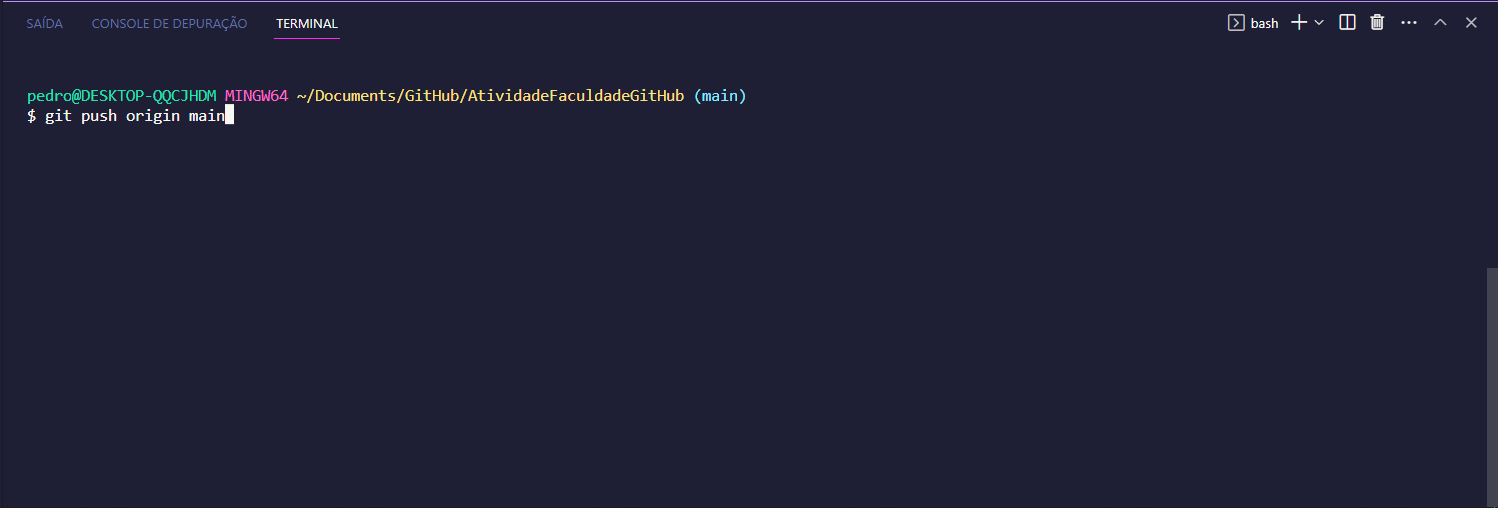 SAÍDA CONSOLE DE DEPURAÇÃO TERMINAL bash
pedro@DESKTOP-QQCJHDM MINGW64 ~/Documents/GitHub/AtividadeFaculdadeGitHub (main)
$ git push origin main